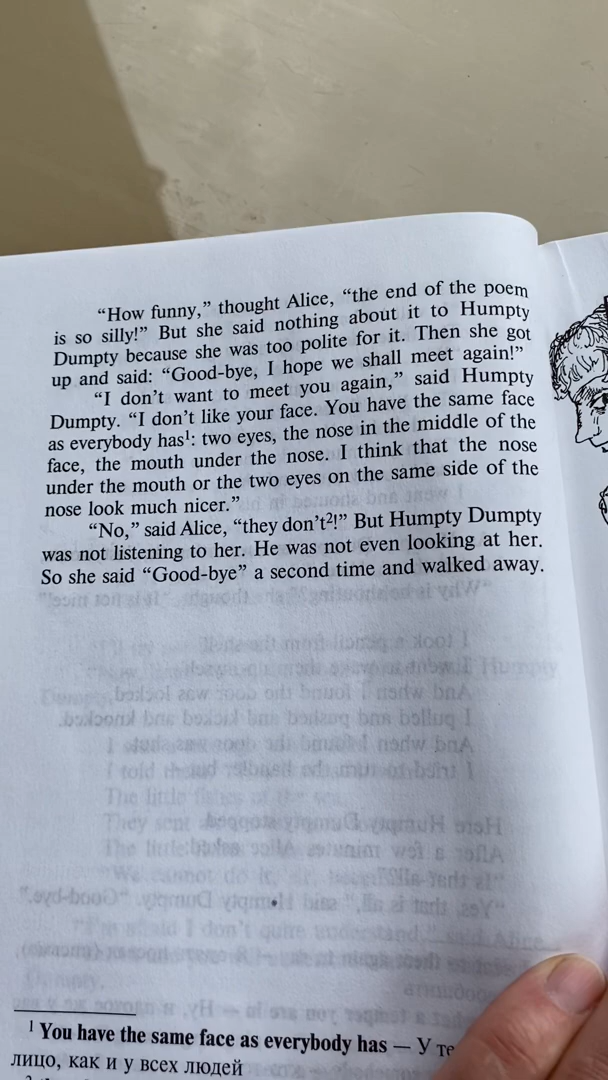 “How funny,” thought Alice, “the end of the poem
is so silly!” But she said nothing about it to Humpty
Dumpty because she was too polite for it. Then she got
up and said: “Good-bye, I hope we shall meet again!”
“I don’t want to meet you again,” said Humpty
Dumpty. “I don’t like your face. You have the same face
as everybody has¹: two eyes, the nose in the middle of the
face, the mouth under the nose. I think that the nose
under the mouth or the two eyes on the same side of the
nose look much nicer.”
“No,” said Alice, “they don’t²!” But Humpty Dumpty
was not listening to her. He was not even looking at her.
So she said “Good-bye” a second time and walked away.
¹ You have the same face as everybody has — У
лицо, как и у всех людей